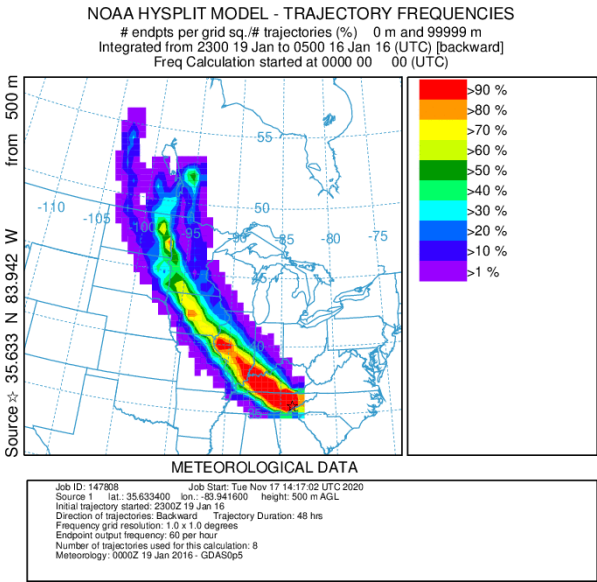 NOAA HYSPLIT MODEL - TRAJECTORY FREQUENCIES
# endpts per grid sq./# trajectories (%) 0 m and 99999 m
Integrated from 2300 19 Jan to 0500 16 Jan 16 (UTC) [backward]
Freq Calculation started at 0000 00 00 (UTC)
Source ☆ 35.633 N 83.942 W from 500 m
>90 %
>80 %
>70 %
>60 %
>50 %
>40 %
>30 %
>20 %
>10 %
>1 %
55
50
-110
-105
-100
-95
-90
-85
-80
-75
45
40
35
METEOROLOGICAL DATA
Job ID: 147808 Job Start: Tue Nov 17 14:17:02 UTC 2020
Source 1 lat.: 35.633400 lon.: -83.941600 height: 500 m AGL
Initial trajectory started: 2300Z 19 Jan 16
Direction of trajectories: Backward Trajectory Duration: 48 hrs
Frequency grid resolution: 1.0 x 1.0 degrees
Endpoint output frequency: 60 per hour
Number of trajectories used for this calculation: 8
Meteorology: 0000Z 19 Jan 2016 - GDAS0p5